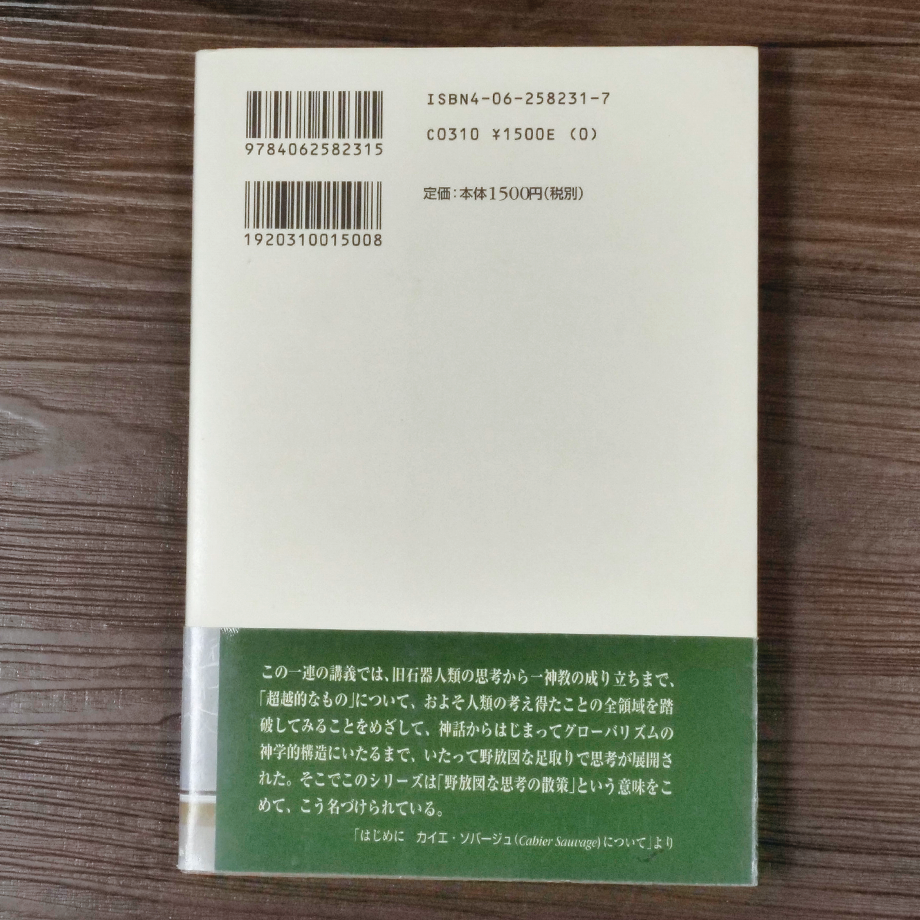 ISBN4-06-258231-7
C0310 ¥1500E (0)
9784062582315
定価：本体1500円(税別)
1920310015008
この一連の講義では、旧石器人類の思考から一神教の成り立ちまで、
「超越的なもの」について、およそ人類の考え得たことの全領域を踏
破してみることをめざして、神話からはじまってグローバリズムの
神学的構造にいたるまで、いたって野放図な足取りで思考が展開
された。そこでこのシリーズは「野放図な思考の散策」という意味をこ
めて、こう名づけられている。
「はじめに　カイエ・ソバージュ(Cahier Sauvage)について」より